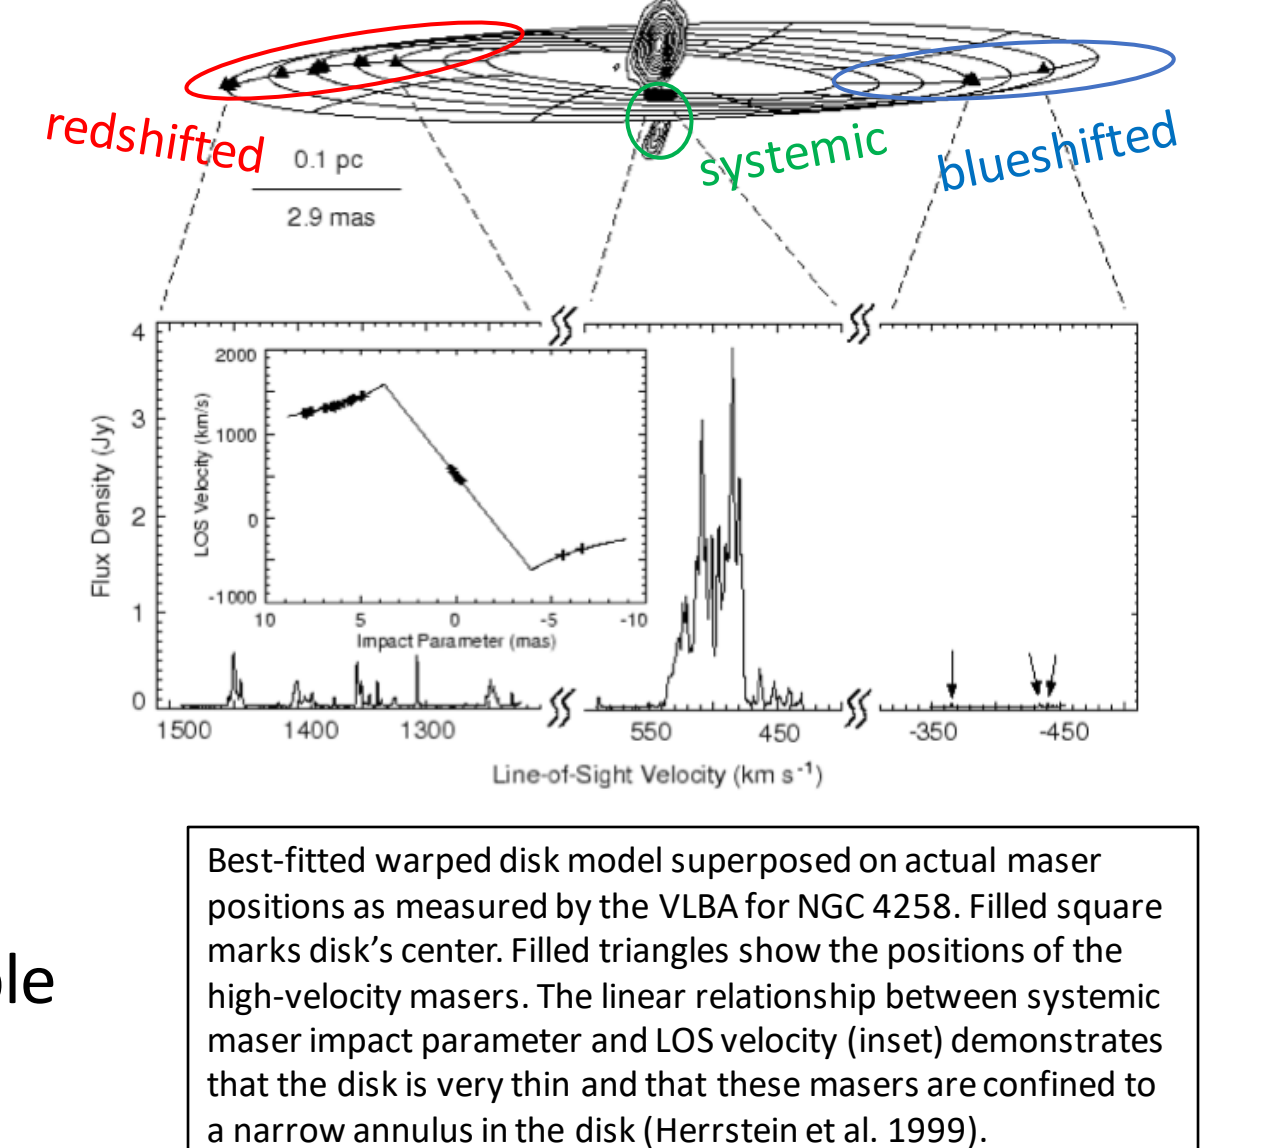 redshifted
systemic
blueshifted
0.1 pc
2.9 mas
4
3
2
1
0
Flux Density (Jy)
2000
1000
0
-1000
LOS Velocity (km/s)
10 5 0 -5 -10
Impact Parameter (mas)
1500 1400 1300 550 450 -350 -450
Line-of-Sight Velocity (km s-1)
Best-fitted warped disk model superposed on actual maser
positions as measured by the VLBA for NGC 4258. Filled square
marks disk’s center. Filled triangles show the positions of the
high-velocity masers. The linear relationship between systemic
maser impact parameter and LOS velocity (inset) demonstrates
that the disk is very thin and that these masers are confined to
a narrow annulus in the disk (Herrstein et al. 1999).